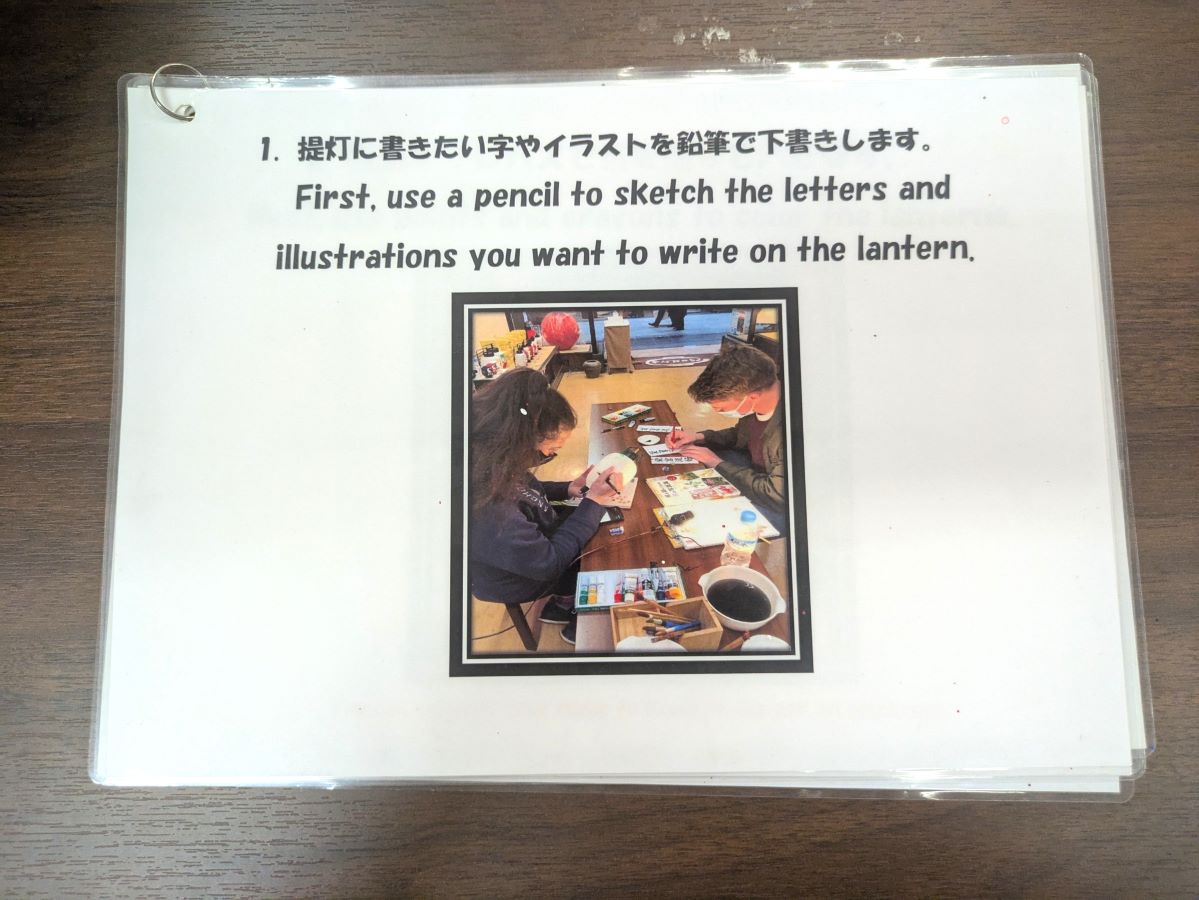 1. 提灯に書きたい字やイラストを鉛筆で下書きします。
First, use a pencil to sketch the letters and
illustrations you want to write on the lantern.